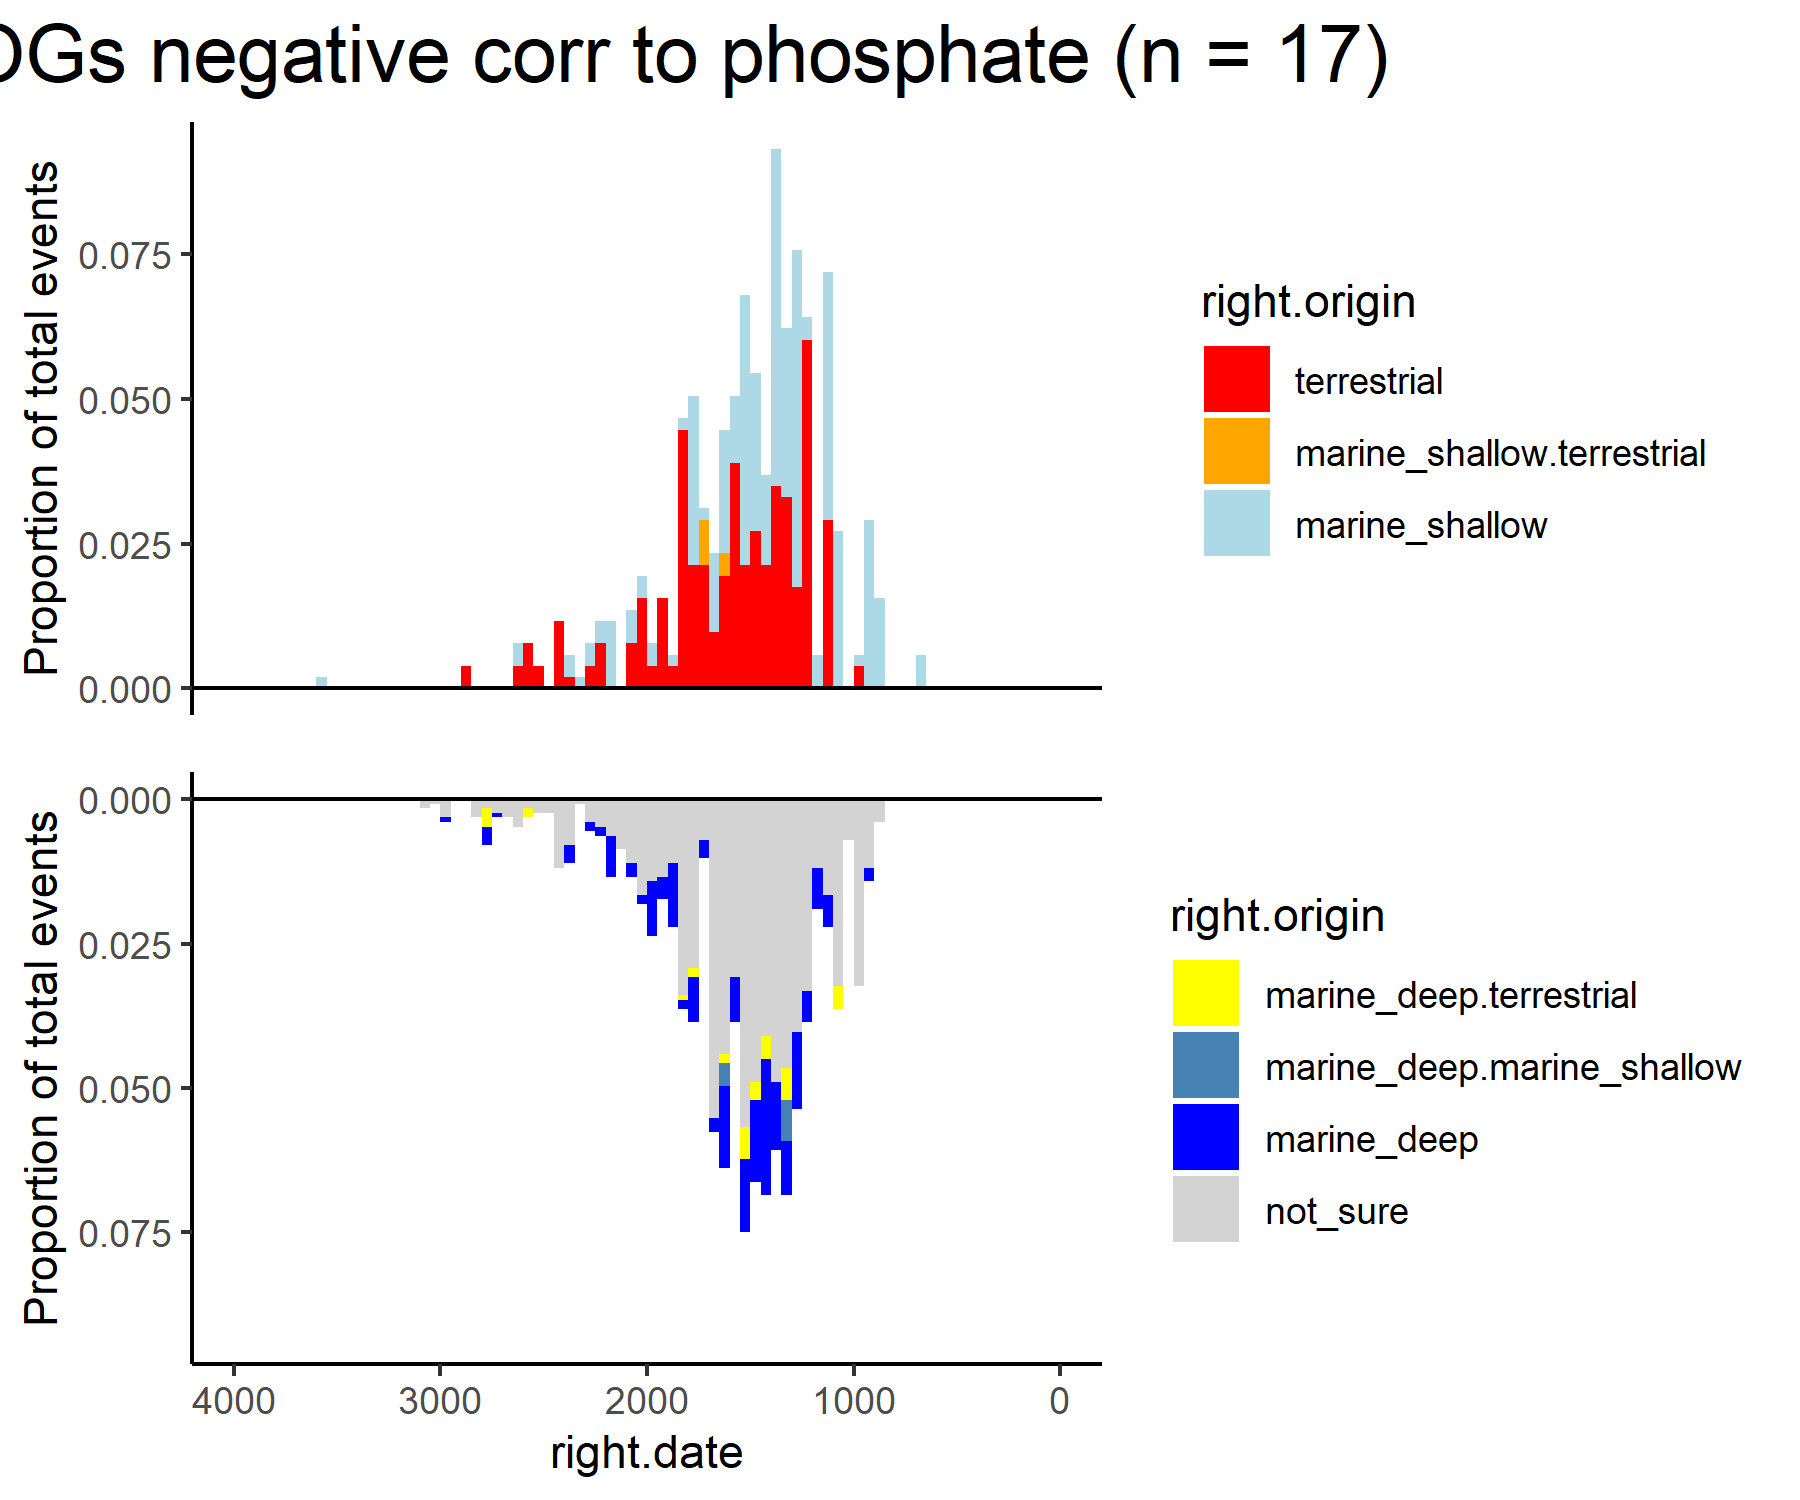 OGs negative corr to phosphate (n = 17)
Proportion of total events
0.075
0.050
0.025
0.000
right.origin
terrestrial
marine_shallow.terrestrial
marine_shallow
Proportion of total events
0.000
0.025
0.050
0.075
right.origin
marine_deep.terrestrial
marine_deep.marine_shallow
marine_deep
not_sure
4000 3000 2000 1000 0
right.date